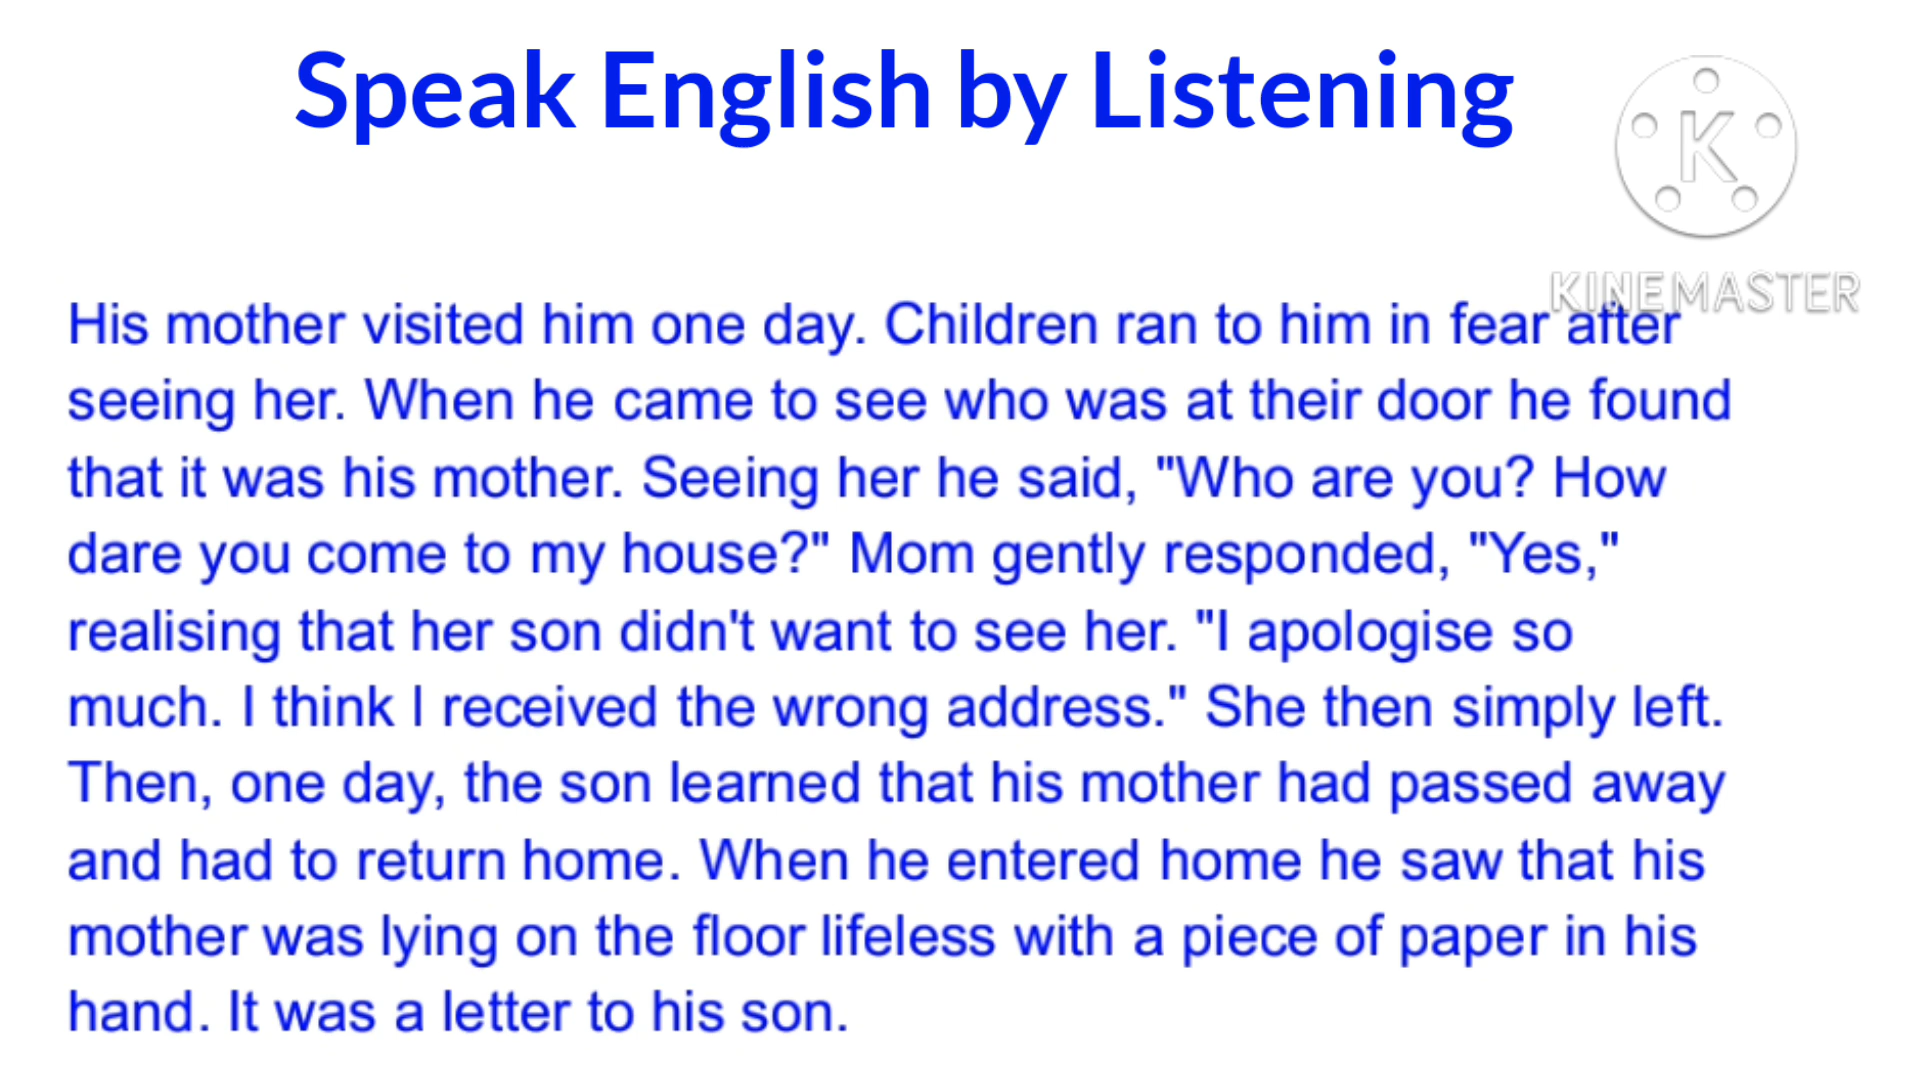 Speak English by Listening
K
KINEMASTER
His mother visited him one day. Children ran to him in fear after
seeing her. When he came to see who was at their door he found
that it was his mother. Seeing her he said, "Who are you? How
dare you come to my house?" Mom gently responded, "Yes,"
realising that her son didn't want to see her. "I apologise so
much. I think I received the wrong address." She then simply left.
Then, one day, the son learned that his mother had passed away
and had to return home. When he entered home he saw that his
mother was lying on the floor lifeless with a piece of paper in his
hand. It was a letter to his son.